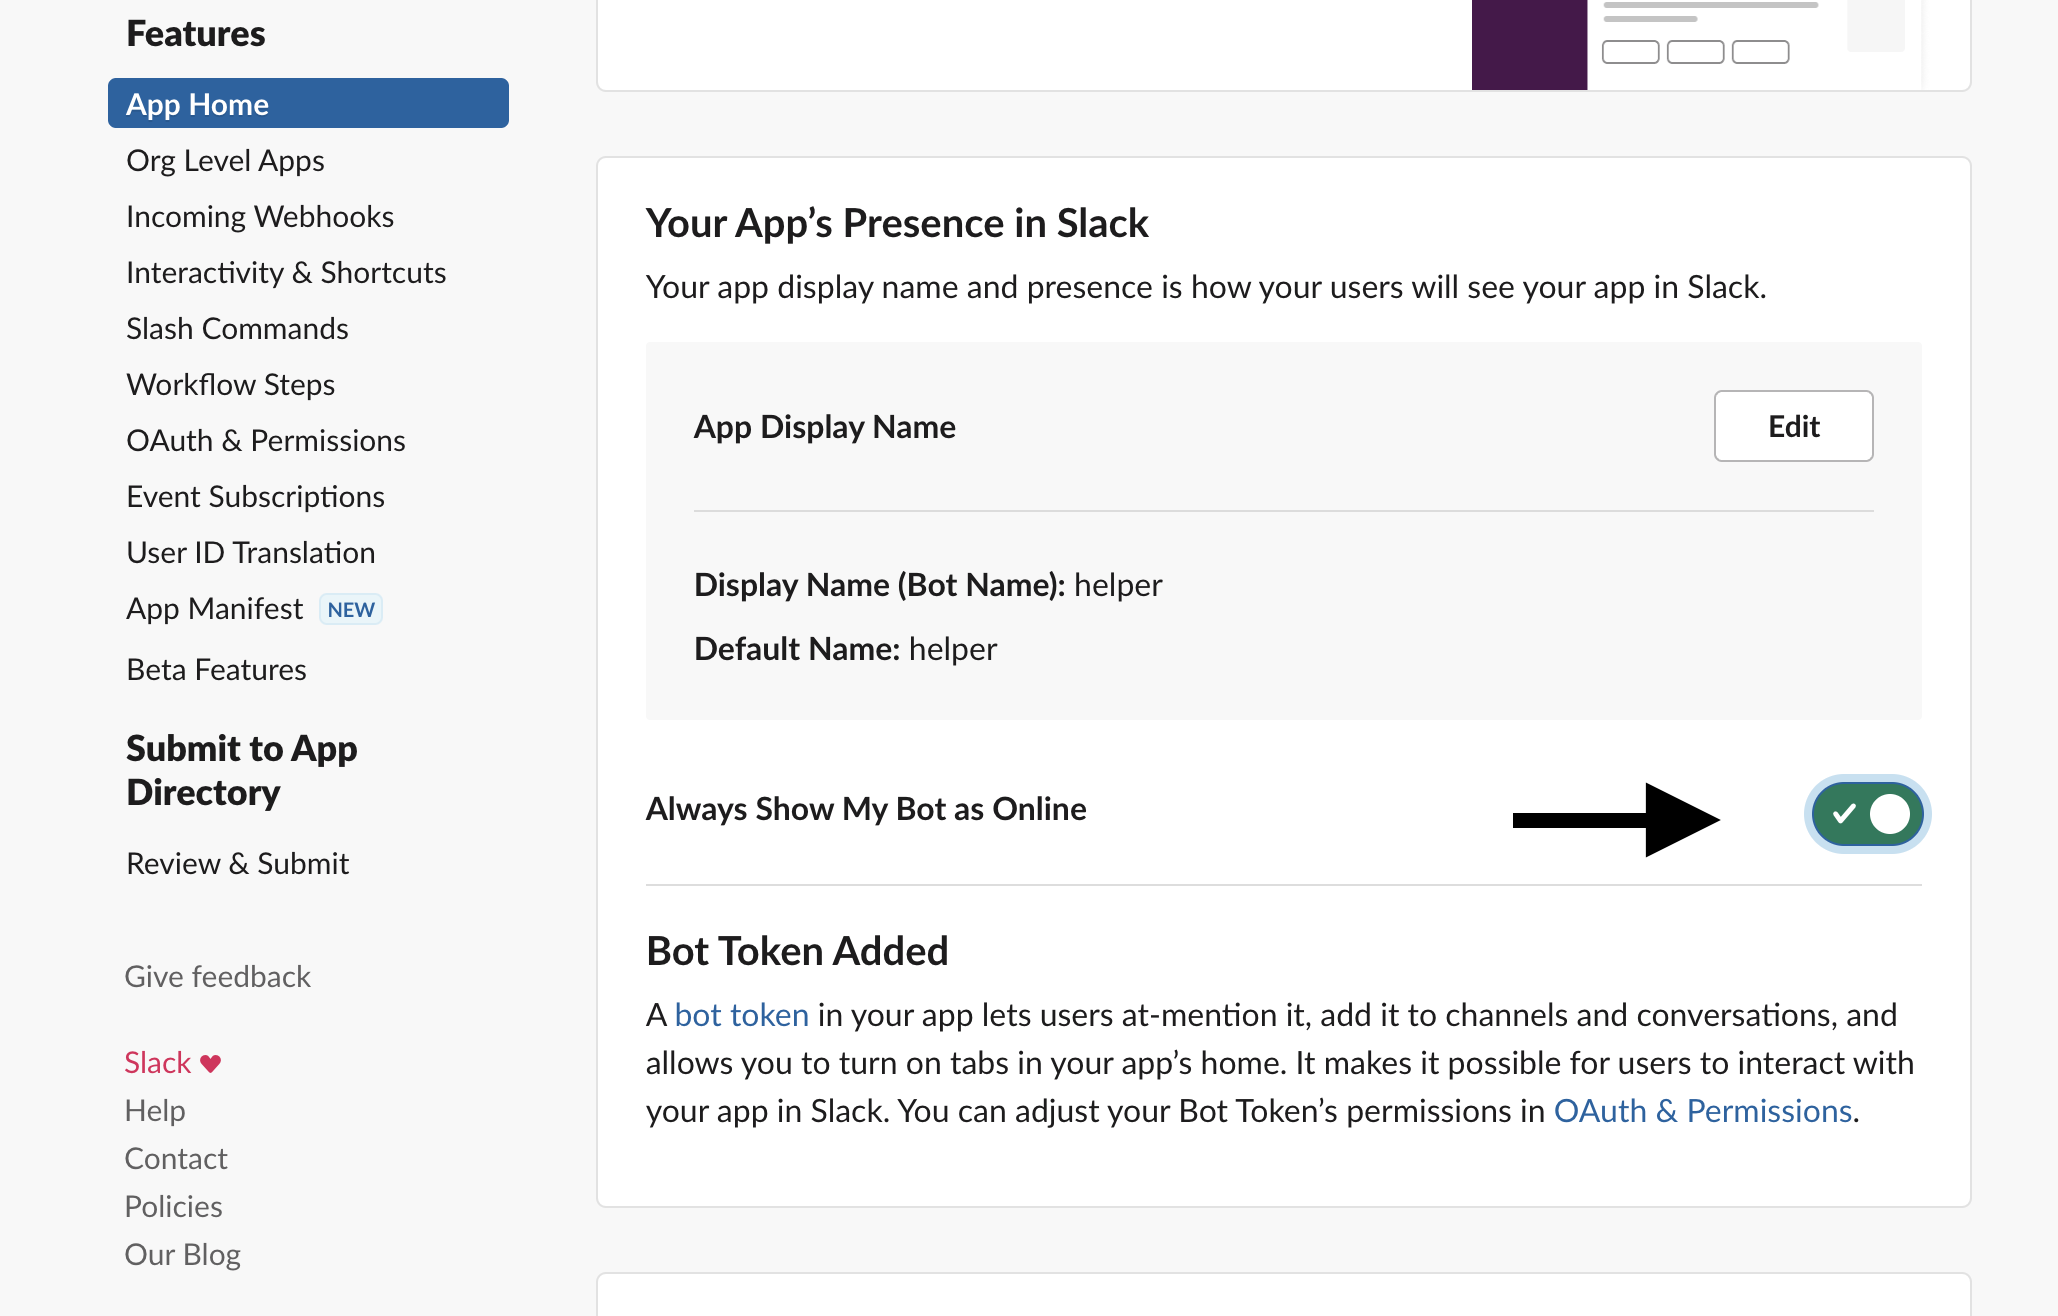 Features
App Home
Org Level Apps
Incoming Webhooks
Interactivity & Shortcuts
Slash Commands
Workflow Steps
OAuth & Permissions
Event Subscriptions
User ID Translation
App Manifest NEW
Beta Features
Submit to App
Directory
Review & Submit
Give feedback
Slack ♥
Help
Contact
Policies
Our Blog
Your App’s Presence in Slack
Your app display name and presence is how your users will see your app in Slack.
App Display Name
Edit
Display Name (Bot Name): helper
Default Name: helper
Always Show My Bot as Online
Bot Token Added
A bot token in your app lets users at-mention it, add it to channels and conversations, and
allows you to turn on tabs in your app’s home. It makes it possible for users to interact with
your app in Slack. You can adjust your Bot Token’s permissions in OAuth & Permissions.